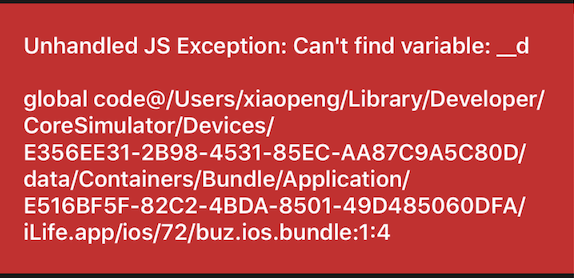 Unhandled JS Exception: Can't find variable: __d
global code@/Users/xiaopeng/Library/Developer/
CoreSimulator/Devices/
E356EE31-2B98-4531-85EC-AA87C9A5C80D/
data/Containers/Bundle/Application/
E516BF5F-82C2-4BDA-8501-49D485060DFA/
iLife.app/ios/72/buz.ios.bundle:1:4